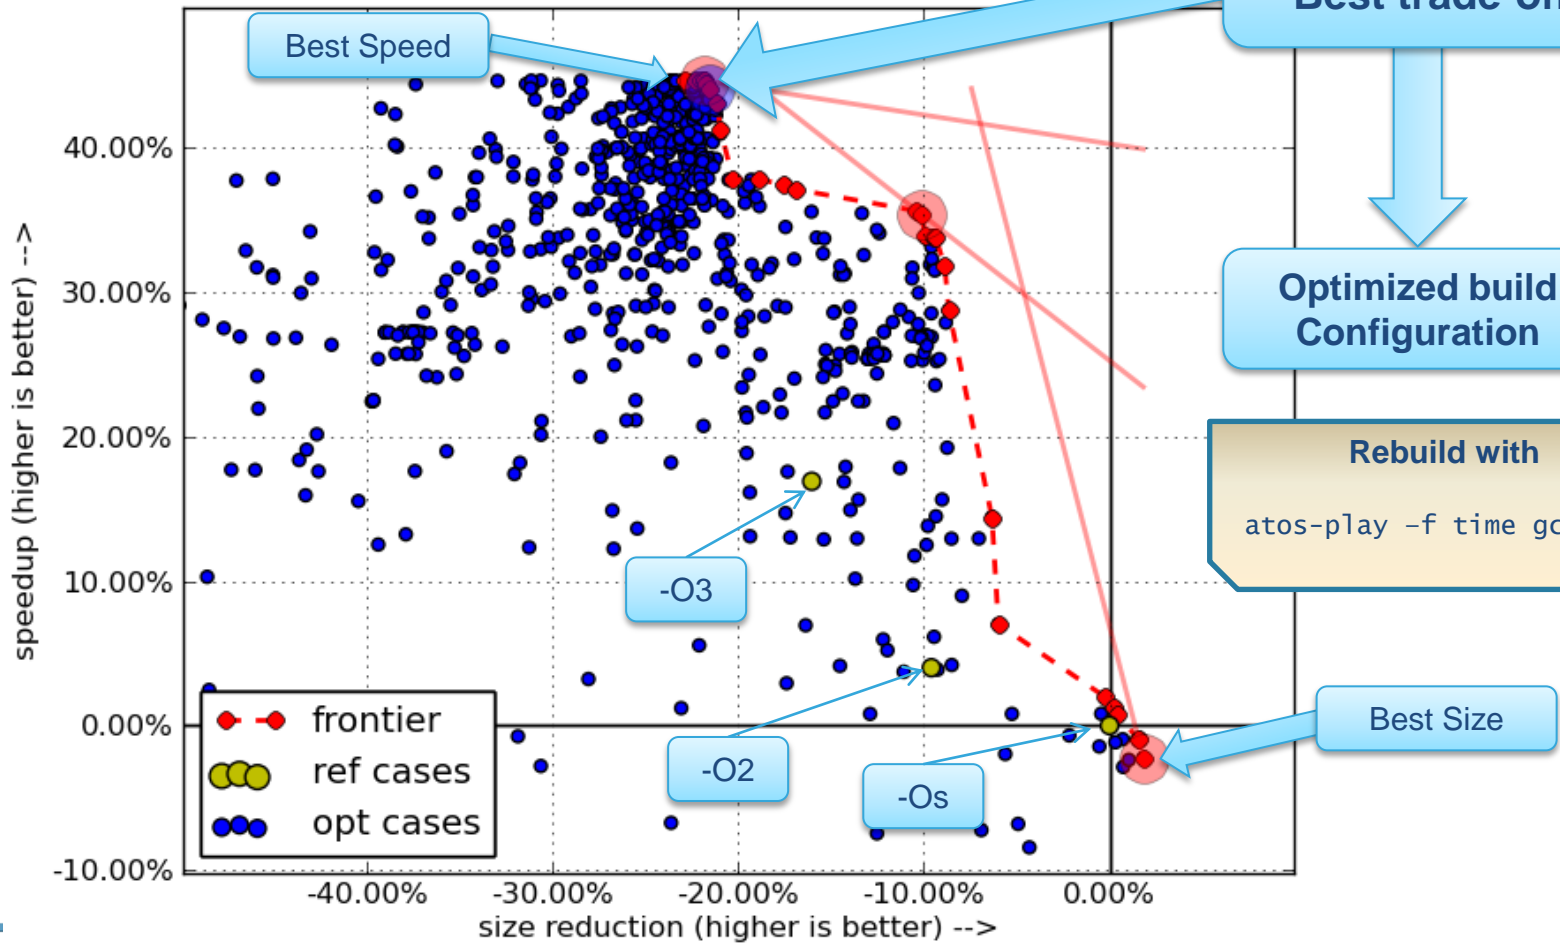 Best trade
Best Speed
40.00%
30.00%
20.00%
10.00%
0.00%
-10.00%
speedup (higher is better) -->
Optimized build
Configuration
Rebuild with
atos-play –f time
-O3
-O2
-Os
Best Size
frontier
ref cases
opt cases
-40.00%
-30.00%
-20.00%
-10.00%
0.00%
size reduction (higher is better) -->